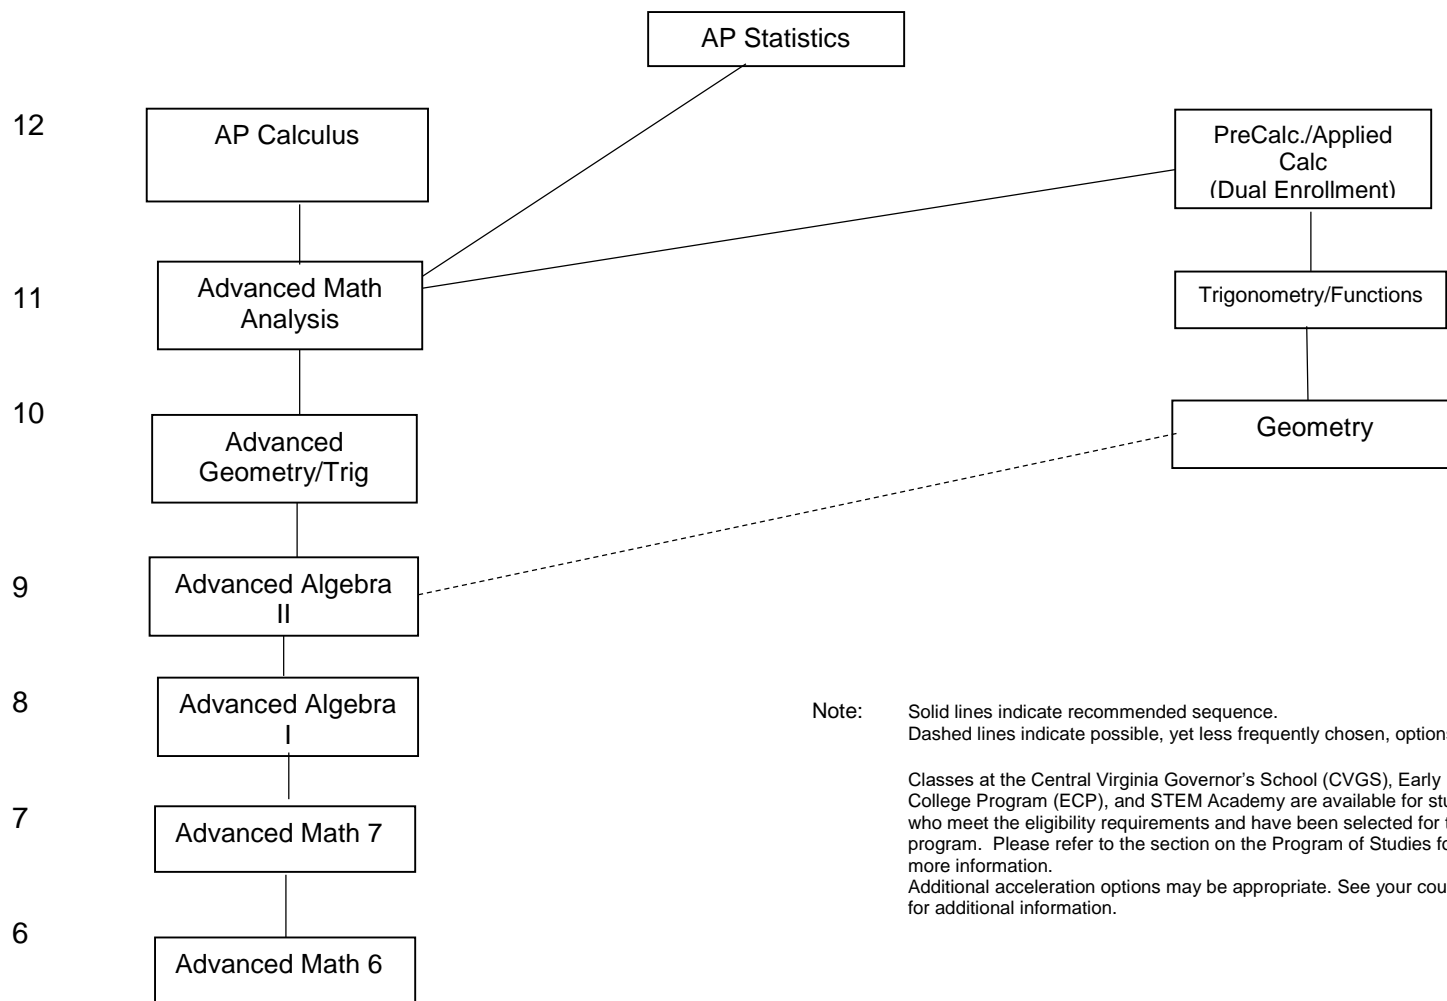 AP Statistics
12
AP Calculus
PreCalc./Applied
Calc
(Dual Enrollment)
11
Advanced Math
Analysis
Trigonometry/Functions
10
Advanced
Geometry/Trig
Geometry
9
Advanced Algebra
II
8
Advanced Algebra
I
Note: Solid lines indicate recommended sequence.
Dashed lines indicate possible, yet less frequently chosen,
Classes at the Central Virginia Governor's School (CVGS), Early
College Program (ECP), and STEM Academy are available for
who meet the eligibility requirements and have been selected for
program. Please refer to the section on the Program of Studies
more information.
Additional acceleration options may be appropriate. See your
for additional information.
7
Advanced Math 7
6
Advanced Math 6